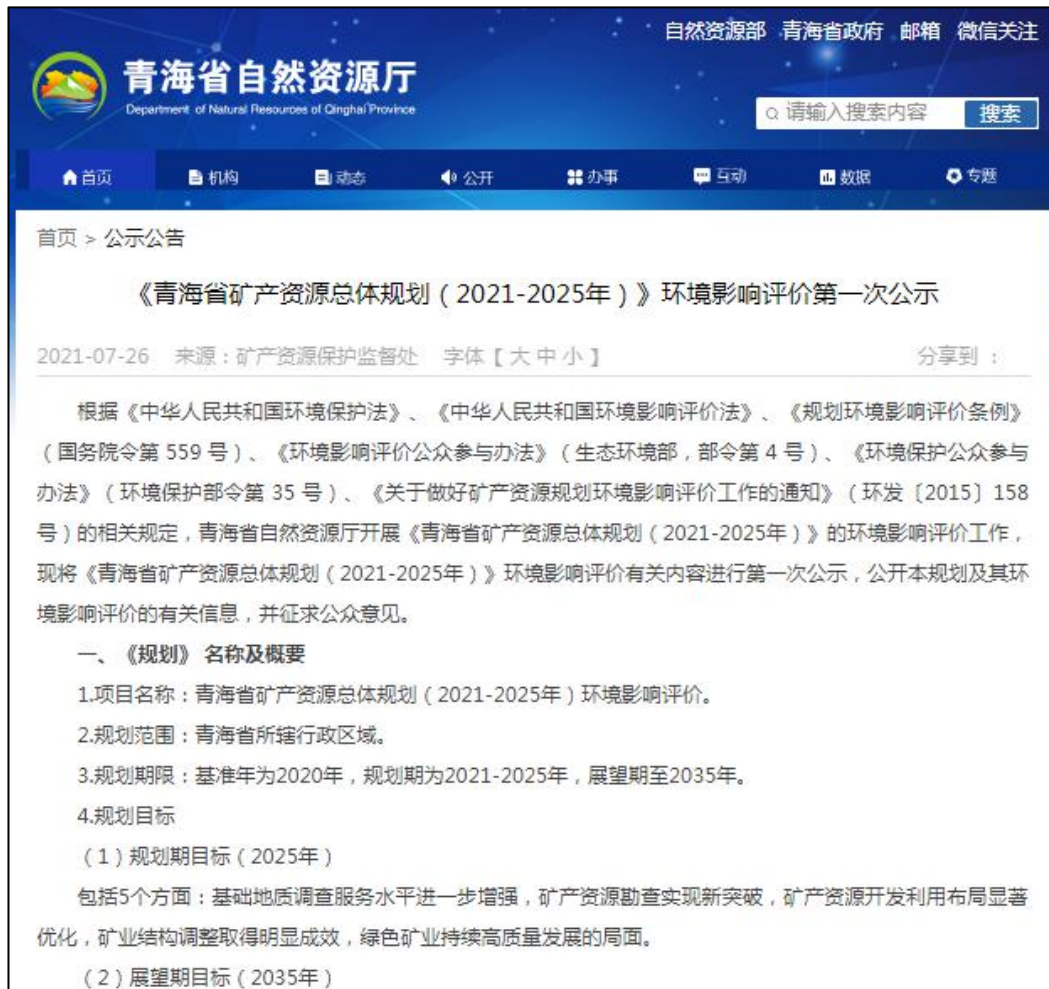 自然资源部 青海省政府 邮箱 微信关注
青海省自然资源厅
Department of Natural Resources of Qinghai Province
请输入搜索内容 搜索
首页 机构 动态 公开 办事 互动 数据 专题
首页 > 公示公告
《青海省矿产资源总体规划（2021-2025年）》环境影响评价第一次公示
2021-07-26 来源：矿产资源保护监督处 字体【大 中 小】 分享到：
根据《中华人民共和国环境保护法》、《中华人民共和国环境影响评价法》、《规划环境影响评价条例》
（国务院令第 559 号）、《环境影响评价公众参与办法》（生态环境部，部令第 4 号）、《环境保护公众参与
办法》（环境保护部令第 35 号）、《关于做好矿产资源规划环境影响评价工作的通知》（环发〔2015〕158
号）的相关规定，青海省自然资源厅开展《青海省矿产资源总体规划（2021-2025年）》的环境影响评价工作，
现将《青海省矿产资源总体规划（2021-2025年）》环境影响评价有关内容进行第一次公示，公开本规划及其环
境影响评价的有关信息，并征求公众意见。
一、《规划》 名称及概要
1.项目名称：青海省矿产资源总体规划（2021-2025年）环境影响评价。
2.规划范围：青海省所辖行政区域。
3.规划期限：基准年为2020年，规划期为2021-2025年，展望期至2035年。
4.规划目标
（1）规划期目标（2025年）
包括5个方面：基础地质调查服务水平进一步增强，矿产资源勘查实现新突破，矿产资源开发利用布局显著
优化，矿业结构调整取得明显成效，绿色矿业持续高质量发展的局面。
（2）展望期目标（2035年）